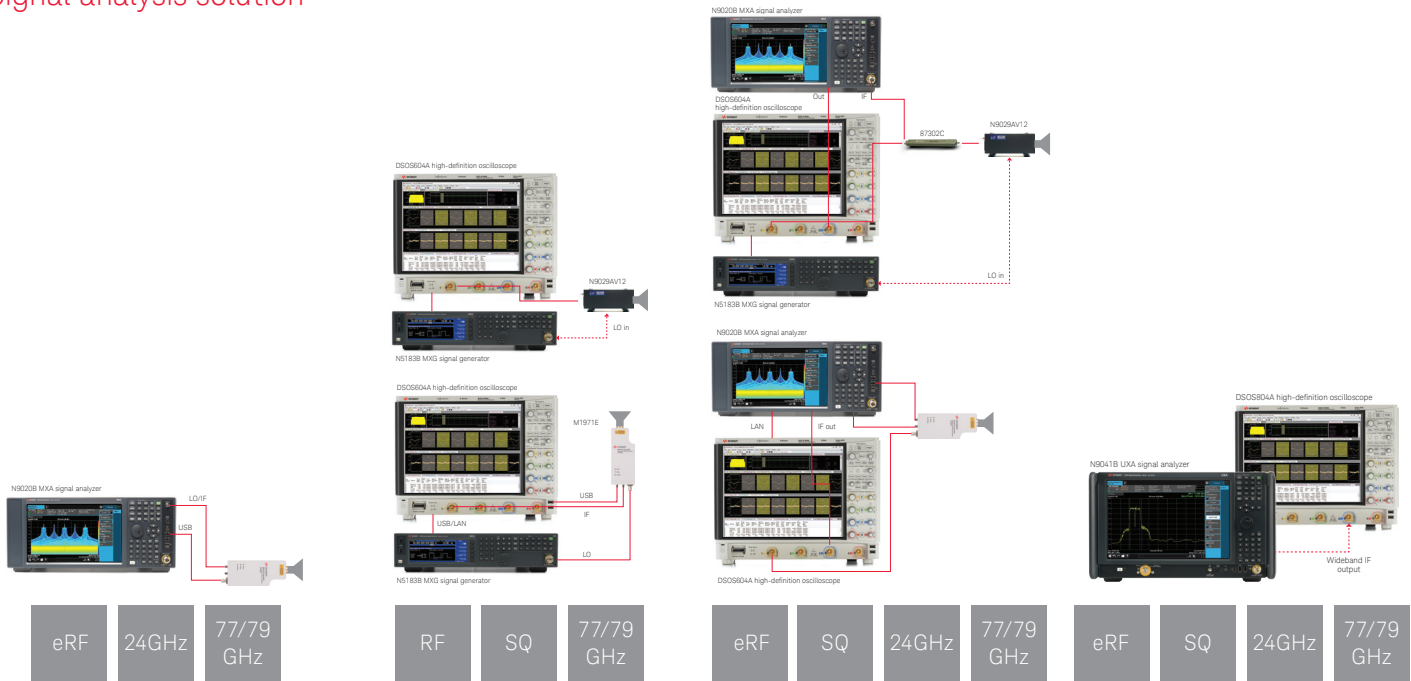 signal analysis solution
N9020B MXA signal analyzer
LO/IF
USB
eRF
24GHz
77/79
GHz
DSOS604A high-definition oscilloscope
N9029AV12
LO in
N5183B MXG signal generator
DSOS604A high-definition oscilloscope
M1971E
USB
IF
USB/LAN
LO
N5183B MXG signal generator
RF
SQ
77/79
GHz
N9020B MXA signal analyzer
Out
IF
DSOS604A
high-definition oscilloscope
87302C
N9029AV12
LO in
N5183B MXG signal generator
N9020B MXA signal analyzer
LAN
IF out
DSOS604A high-definition oscilloscope
eRF
SQ
24GHz
77/79
GHz
DSOS804A high-definition oscilloscope
N9041B UXA signal analyzer
Wideband IF
output
eRF
SQ
24GHz
77/79
GHz